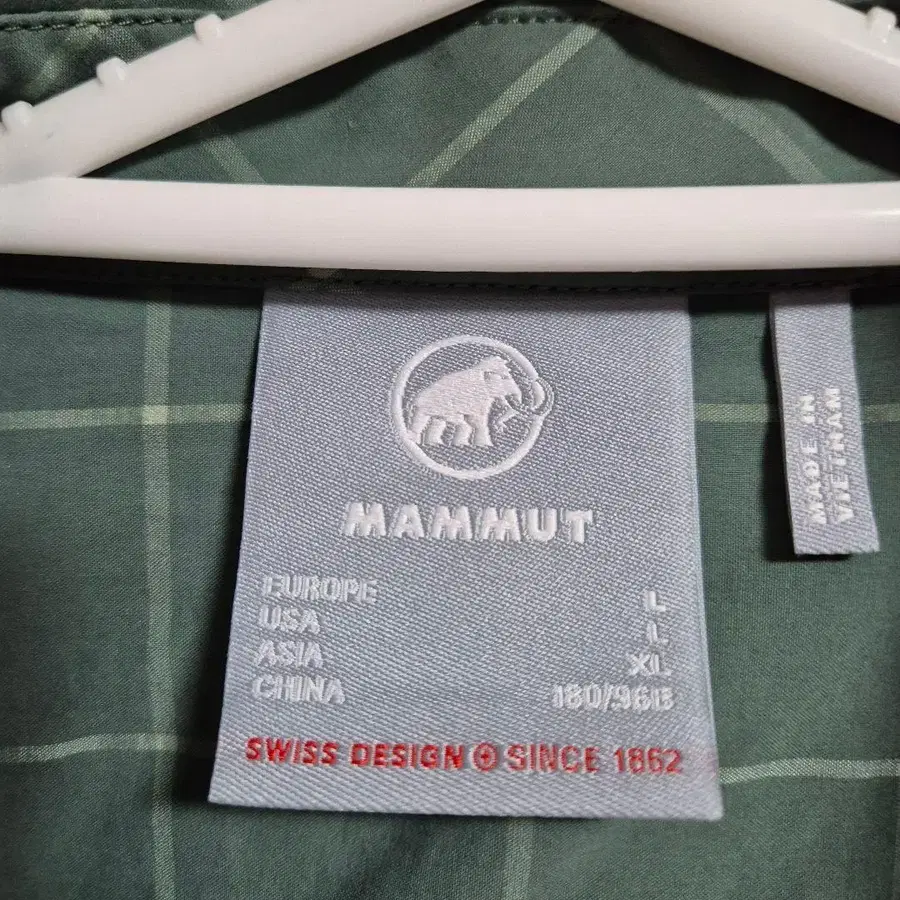 MAMMUT
EUROPE L
USA L
ASIA XL
CHINA 180/96B
SWISS DESIGN SINCE 1862
MADE IN
VIETNAM